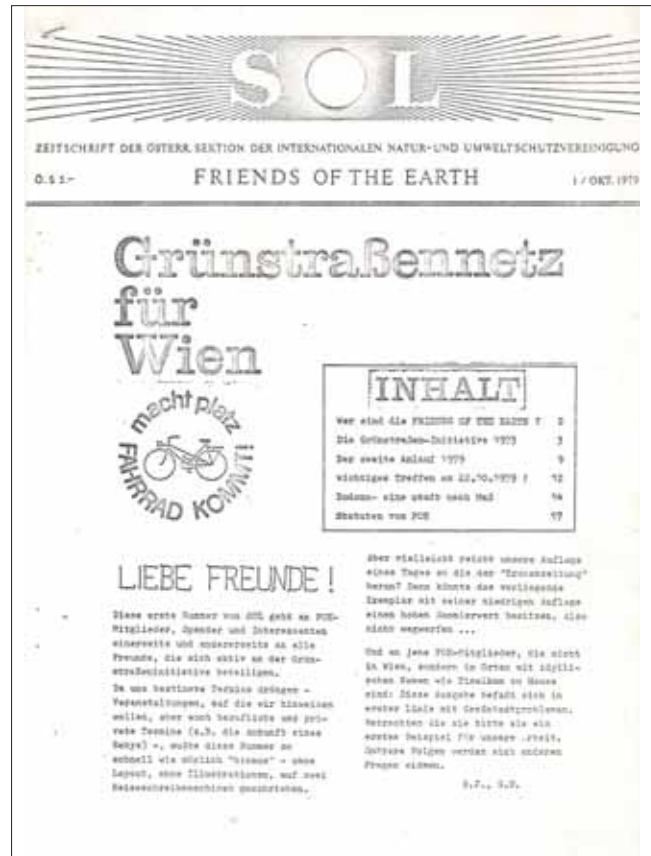 SOL
ZEITSCHRIFT DER ÖSTERR. SEKTION DER INTERNATIONALEN NATUR- UND UMWELTSCHUTZVEREINIGUNG
Ö.S 2.- FRIENDS OF THE EARTH 1 / OKT. 1979
Grünstraßennetz
für
Wien
macht platz
FAHRRAD KOMMT!
INHALT
Wer sind die FRIENDS OF THE EARTH ? 2
Die Grünstraßen-Initiative 1973 3
Der zweite Anlauf 1979 9
wichtiges Treffen am 22.10.1979 ! 12
eine stadt nach Maß 14
Statuten von FOE 17
LIEBE FREUNDE!
Diese erste Nummer von SOL geht an FOE-
Mitglieder, Spender und Interessenten
einerseits und andererseits an alle
Freunde, die sich aktiv an der Grün-
straßeninitiative beteiligen.
Da uns bestimmte Termine drängen -
Veranstaltungen, auf die wir hinweisen
wollen, aber auch berufliche und pri-
vate Termine (z.B. die Ankunft eines
Babys) -, mußte diese Nummer so
schnell wie möglich "hinaus" - ohne
Layout, ohne Illustrationen, auf zwei
Reiseschreibmaschinen geschrieben.
Aber vielleicht reicht unsere Auflage
eines Tages an die der "Kronenzeitung"
heran? Dann könnte das vorliegende
Exemplar mit seiner niedrigen Auflage
einen hohen Sammlerwert besitzen, also
nicht wegwerfen ...
Und an jene FOE-Mitglieder, die nicht
in Wien, sondern in Orten mit idylli-
schen Namen wie Timelkam zu Hause
sind: Diese Ausgabe befaßt sich in
erster Linie mit Großstadtproblemen.
Betrachten Sie sie bitte als ein
erstes Beispiel für unsere Arbeit.
Spätere Folgen werden sich anderen
Fragen widmen.